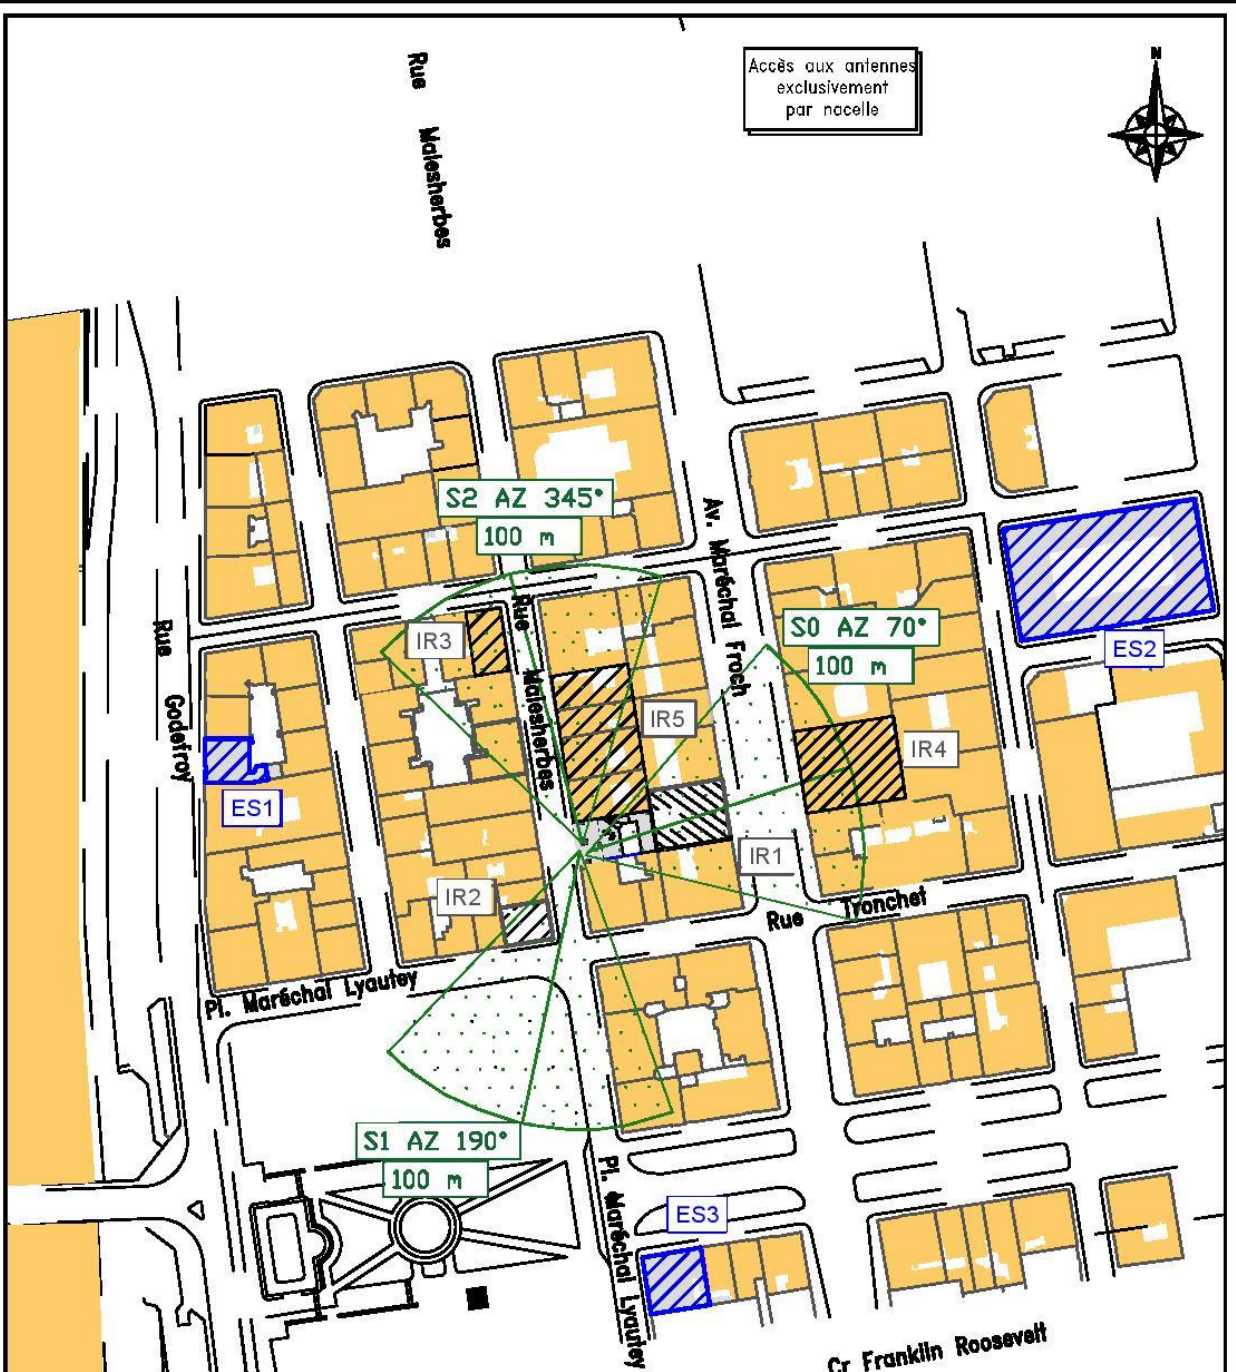 Rue Malesherbes
Accès aux antennes
exclusivement
par nacelle
N
S2 AZ 345°
100 m
Av. Maréchal Froch
Rue Malesherbes
S0 AZ 70°
100 m
ES2
IR3
Rue Godefroy
IR5
IR4
ES1
IR1
IR2
Rue Tronchet
Pl. Maréchal Lyautey
S1 AZ 190°
100 m
Pl. Maréchal Lyautey
ES3
Cr Franklin Roosevelt